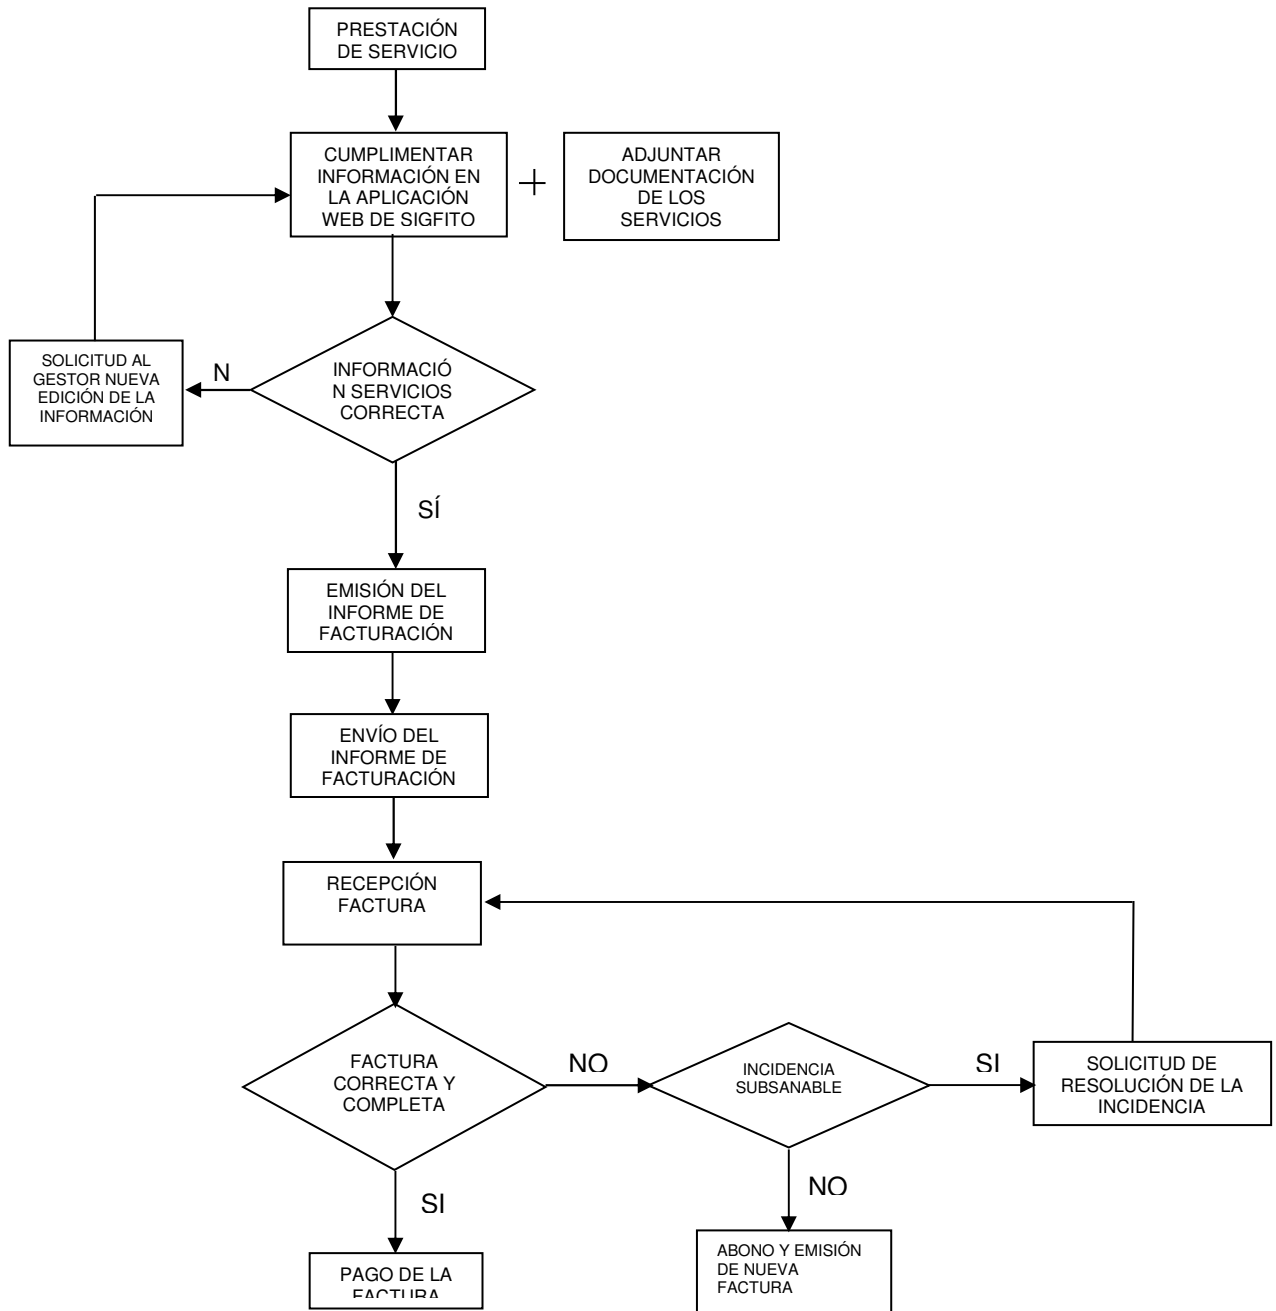 PRESTACIÓN
DE SERVICIO
CUMPLIMENTAR
INFORMACIÓN EN
LA APLICACIÓN
WEB DE SIGFITO
+
ADJUNTAR
DOCUMENTACIÓN
DE LOS
SERVICIOS
SOLICITUD AL
GESTOR NUEVA
EDICIÓN DE LA
INFORMACIÓN
N
INFORMACIÓ
N SERVICIOS
CORRECTA
SÍ
EMISIÓN DEL
INFORME DE
FACTURACIÓN
ENVÍO DEL
INFORME DE
FACTURACIÓN
RECEPCIÓN
FACTURA
FACTURA
CORRECTA Y
COMPLETA
NO
INCIDENCIA
SUBSANABLE
SI
SOLICITUD DE
RESOLUCIÓN DE LA
INCIDENCIA
SI
NO
PAGO DE LA
FACTURA
ABONO Y EMISIÓN
DE NUEVA
FACTURA